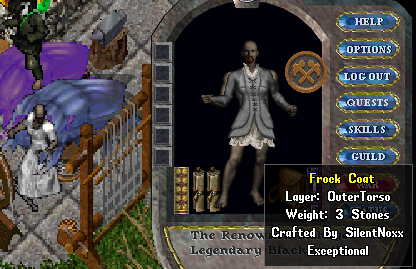 HELP
OPTIONS
LOG OUT
QUESTS
SKILLS
GUILD
Frock Coat
Layer: OuterTorso
Weight: 3 Stones
Crafted By SilentNoxx
Exceptional
The Renow
Legendary Black